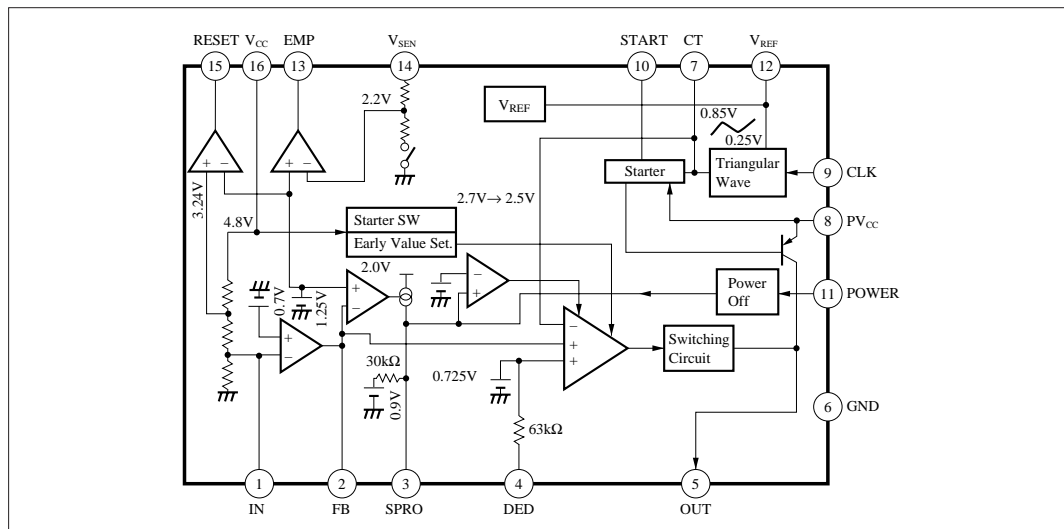 RESET VCC EMP VSEN START CT VREF
15 16 13 14 10 7 12
2.2V
VREF
0.85V
0.25V
+ − + −
Starter
Triangular Wave
9 CLK
3.24V
2.7V→ 2.5V
4.8V
Starter SW
Early Value Set.
8 PVCC
2.0V
0.7V
1.25V
+
−
−
+
Power Off
11 POWER
+
−
−
+
+
Switching Circuit
30kΩ
0.9V
0.725V
6 GND
63kΩ
1 2 3 4 5
IN FB SPRO DED OUT